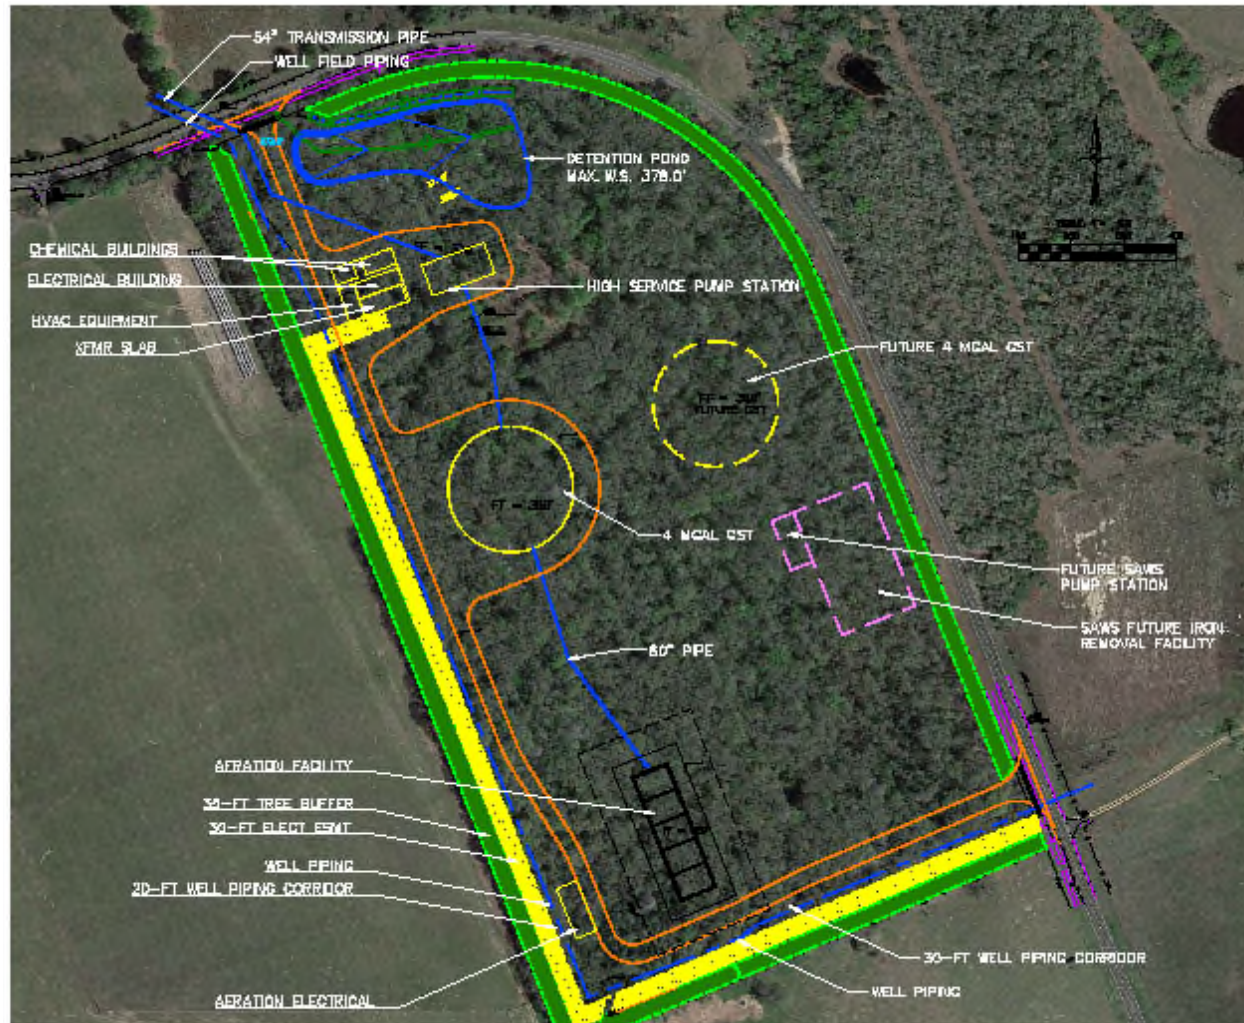 54" TRANSMISSION PIPE
WELL FIELD PIPING
DETENTION POND
MAX. W.S. 378.0'
CHEMICAL BUILDINGS
ELECTRICAL BUILDING
HVAC EQUIPMENT
XFMR SLAB
HIGH SERVICE PUMP STATION
FUTURE 4 MGAL GST
FUTURE GST
4 MGAL GST
FUTURE SAWS
PUMP STATION
SAWS FUTURE IRON
REMOVAL FACILITY
60" PIPE
AERATION FACILITY
35-FT TREE BUFFER
30-FT ELECT ESMT
WELL PIPING
20-FT WELL PIPING CORRIDOR
AERATION ELECTRICAL
30-FT WELL PIPING CORRIDOR
WELL PIPING